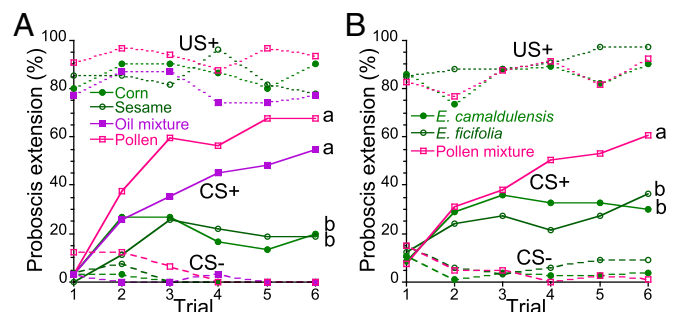 A
Proboscis extension (%)
100
80
60
40
20
0
US+
Corn
Sesame
Oil mixture
Pollen
a
a
CS+
b
b
CS-
1 2 3 4 5 6
Trial
B
Proboscis extension (%)
100
80
60
40
20
0
US+
E. camaldulensis
E. ficifolia
Pollen mixture
a
CS+
b
b
CS-
1 2 3 4 5 6
Trial